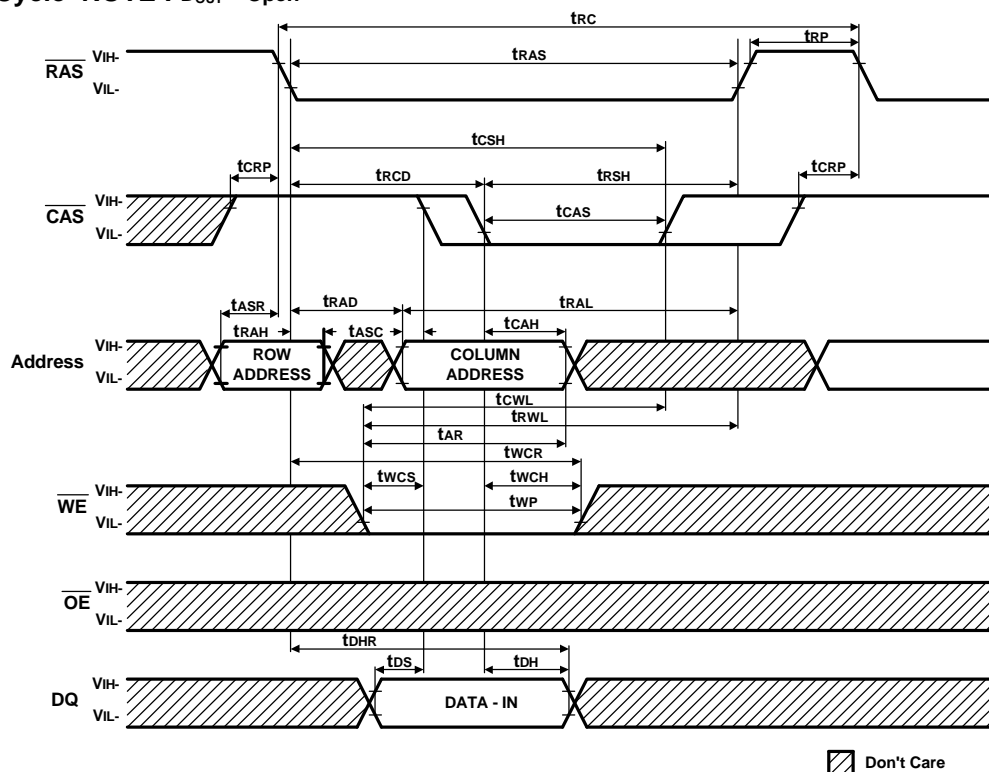 tRC
tRP
tRAS
RAS
VIH-
VIL-
tCSH
tCRP
tRCD
tRSH
tCRP
CAS
VIH-
VIL-
tCAS
tASR
tRAD
tRAL
tRAH
tASC
tCAH
Address
VIH-
VIL-
ROW
ADDRESS
COLUMN
ADDRESS
tCWL
tRWL
tAR
tWCR
tWCS
tWCH
tWP
WE
VIH-
VIL-
OE
VIH-
VIL-
tDHR
tDS
tDH
DQ
VIH-
VIL-
DATA - IN
Don't Care